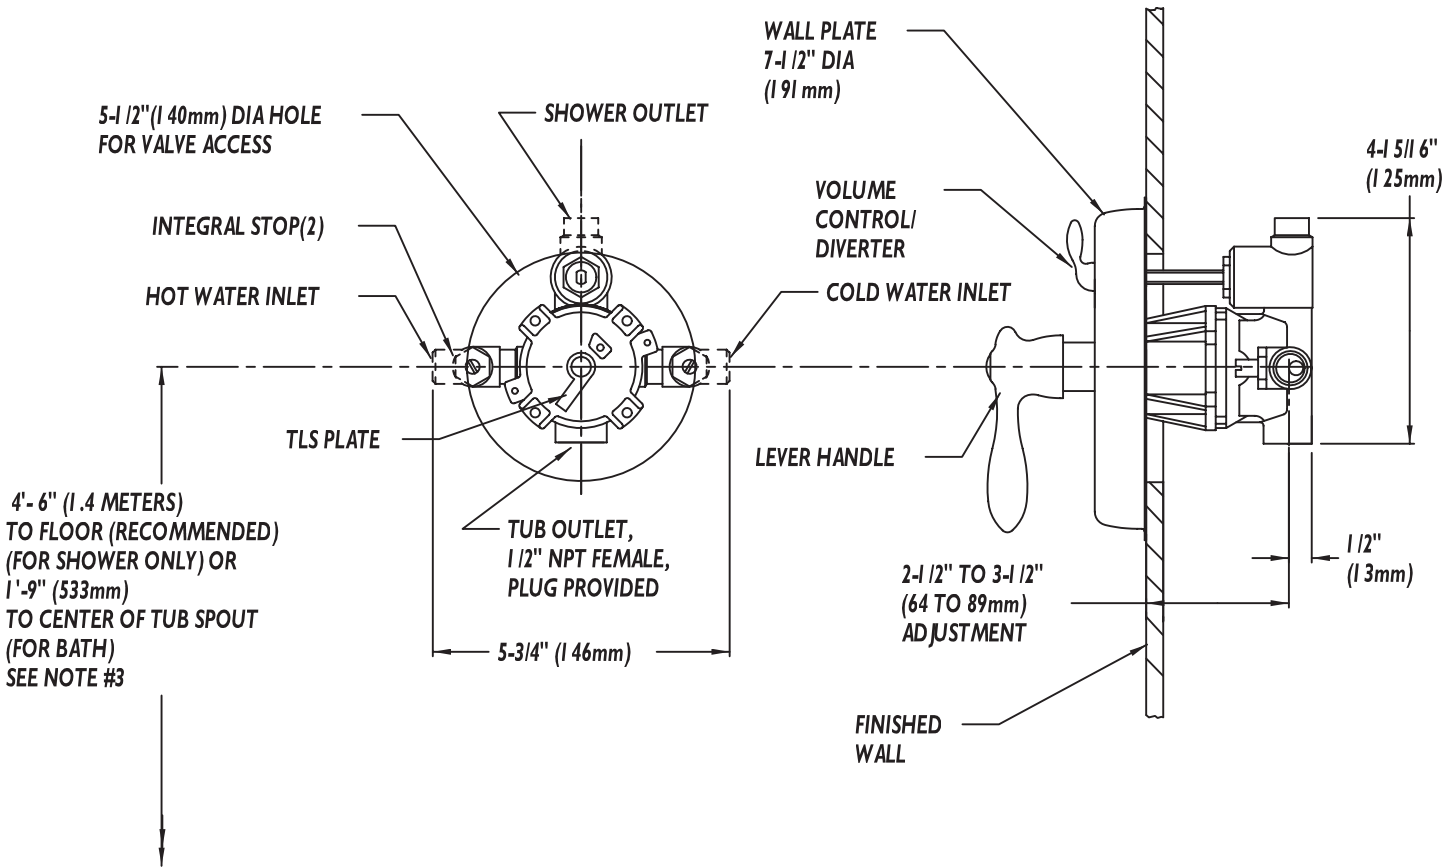 WALL PLATE
7-1/2" DIA
(191 mm)
5-1/2"(140mm) DIA HOLE
FOR VALVE ACCESS
SHOWER OUTLET
4-15/16"
(125mm)
VOLUME
CONTROL/
DIVERTER
INTEGRAL STOP(2)
HOT WATER INLET
COLD WATER INLET
TLS PLATE
LEVER HANDLE
4'- 6" (1.4 METERS)
TO FLOOR (RECOMMENDED)
(FOR SHOWER ONLY) OR
1'-9" (533mm)
TO CENTER OF TUB SPOUT
(FOR BATH)
SEE NOTE #3
TUB OUTLET,
1/2" NPT FEMALE,
PLUG PROVIDED
5-3/4" (146mm)
2-1/2" TO 3-1/2"
(64 TO 89mm)
ADJUSTMENT
1/2"
(13mm)
FINISHED
WALL